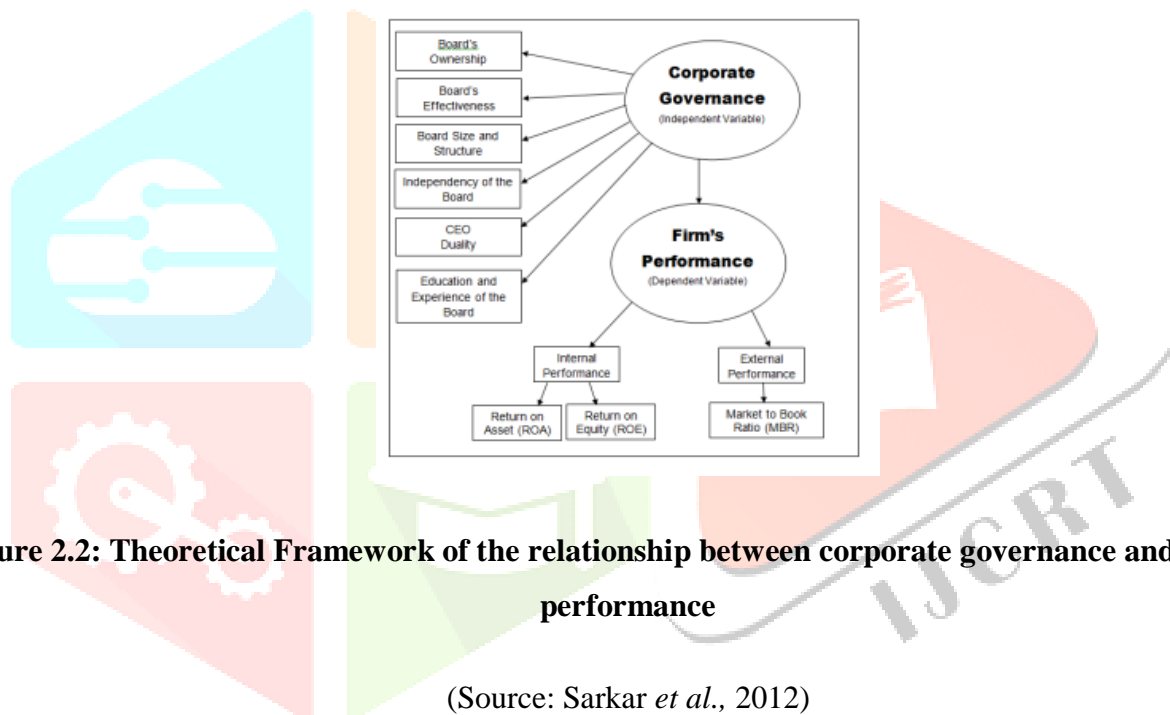 Board's
Ownership
Board's
Effectiveness
Board Size and
Structure
Independency of the
Board
CEO
Duality
Education and
Experience of the
Board
Corporate
Governance
(Independent Variable)
Firm's
Performance
(Dependent Variable)
Internal
Performance
External
Performance
Return on
Asset (ROA)
Return on
Equity (ROE)
Market to Book
Ratio (MBR)
IJCRT
ure 2.2: Theoretical Framework of the relationship between corporate governance and
performance
(Source: Sarkar et al., 2012)